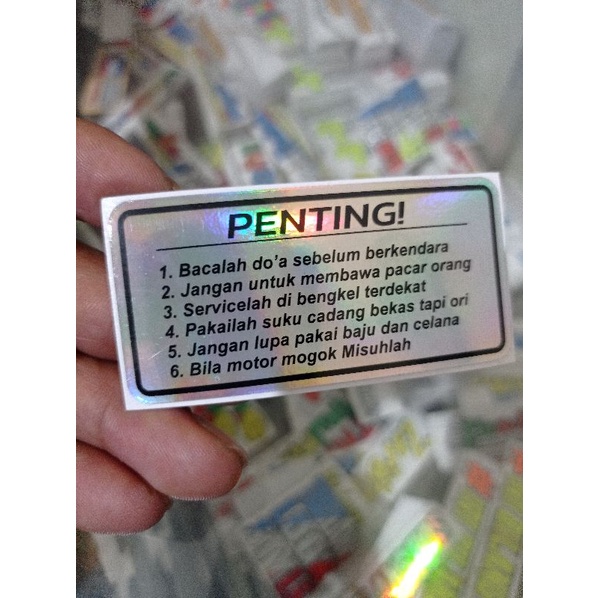 PENTING!
1. Bacalah do'a sebelum berkendara
2. Jangan untuk membawa pacar orang
3. Servicelah di bengkel terdekat
4. Pakailah suku cadang bekas tapi ori
5. Jangan lupa pakai baju dan celana
6. Bila motor mogok Misuhlah